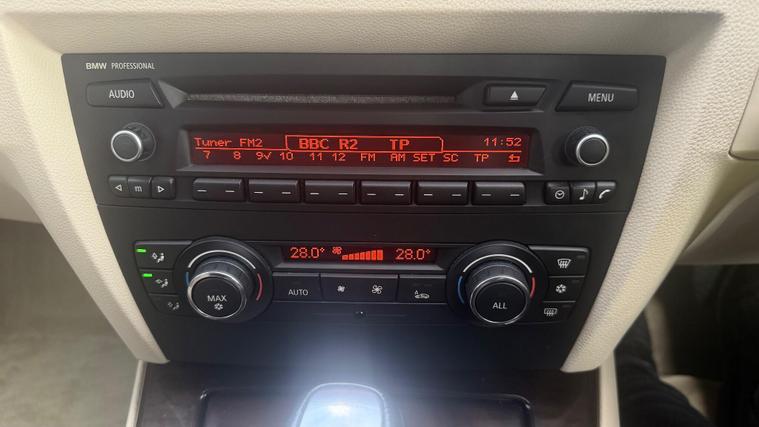 BMW PROFESSIONAL
AUDIO
MENU
Tuner FM2 BBC R2 TP 11:52
7 8 9√ 10 11 12 FM AM SET SC TP
m
28.0° 28.0°
MAX
AUTO
A
ALL